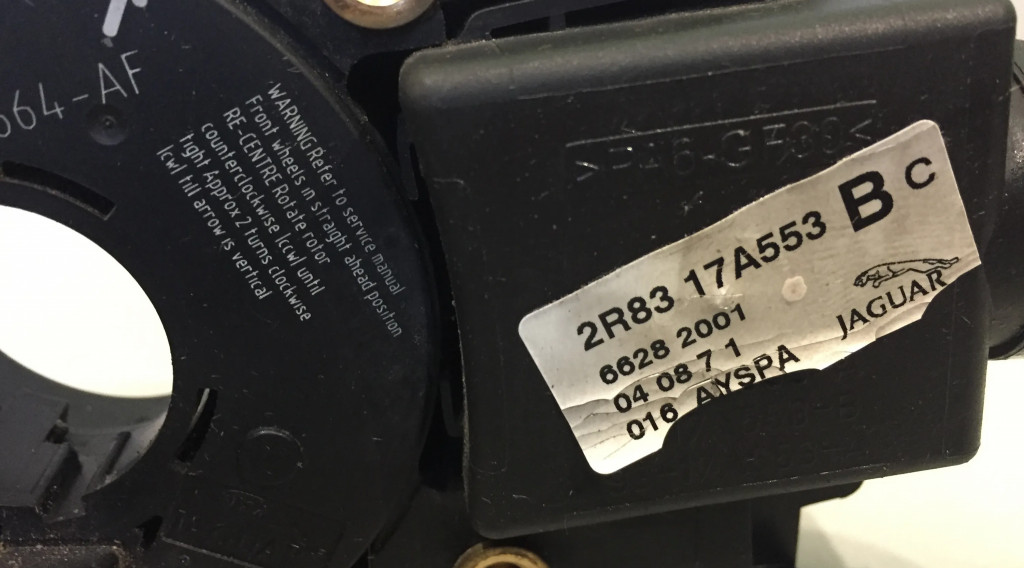 664-AF
WARNING Refer to service manual
Front wheels in straight ahead position
RE-CENTRE Rotate rotor
counterclockwise (ccw) until
tight Approx 2 turns clockwise
(cw) till arrow is vertical
2R83 17A553 B C
6628 2001
04 08 7 1
016 AYSPA
JAGUAR